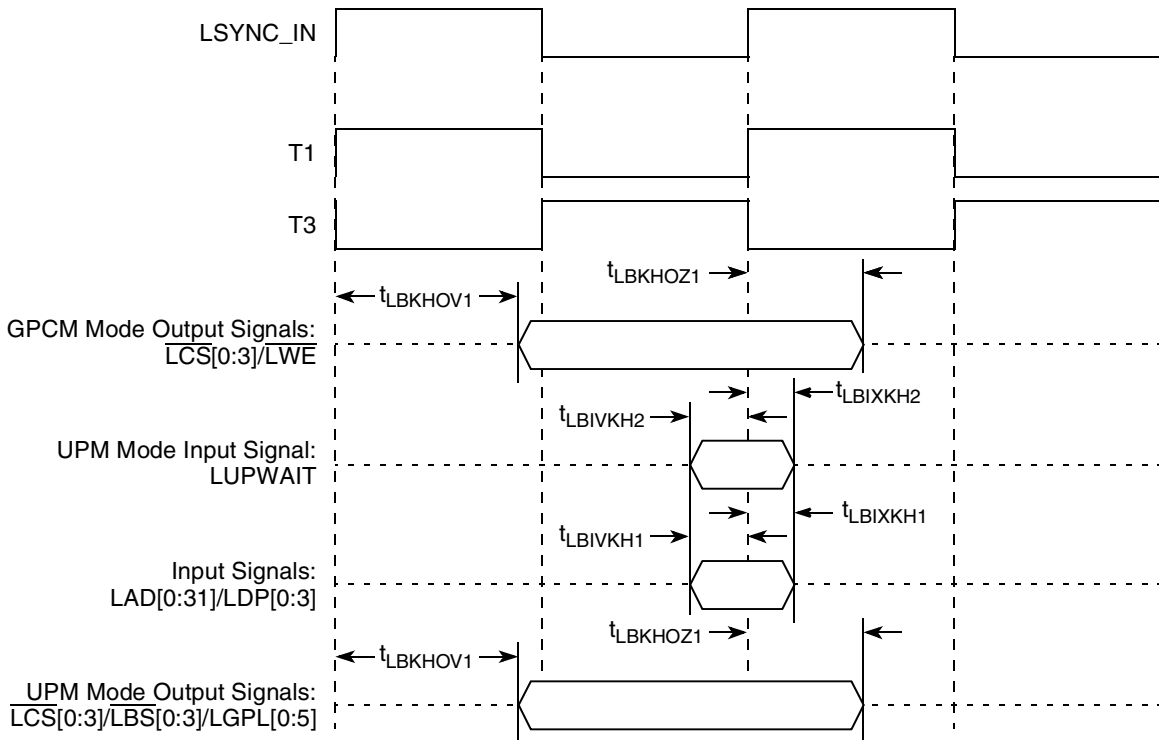 LSYNC_IN
T1
T3
tLBKHOZ1
tLBKHOV1
GPCM Mode Output Signals:
LCS[0:3]/LWE
tLBIXKH2
tLBIVKH2
UPM Mode Input Signal:
LUPWAIT
tLBIXKH1
tLBIVKH1
Input Signals:
LAD[0:31]/LDP[0:3]
tLBKHOZ1
tLBKHOV1
UPM Mode Output Signals:
LCS[0:3]/LBS[0:3]/LGPL[0:5]